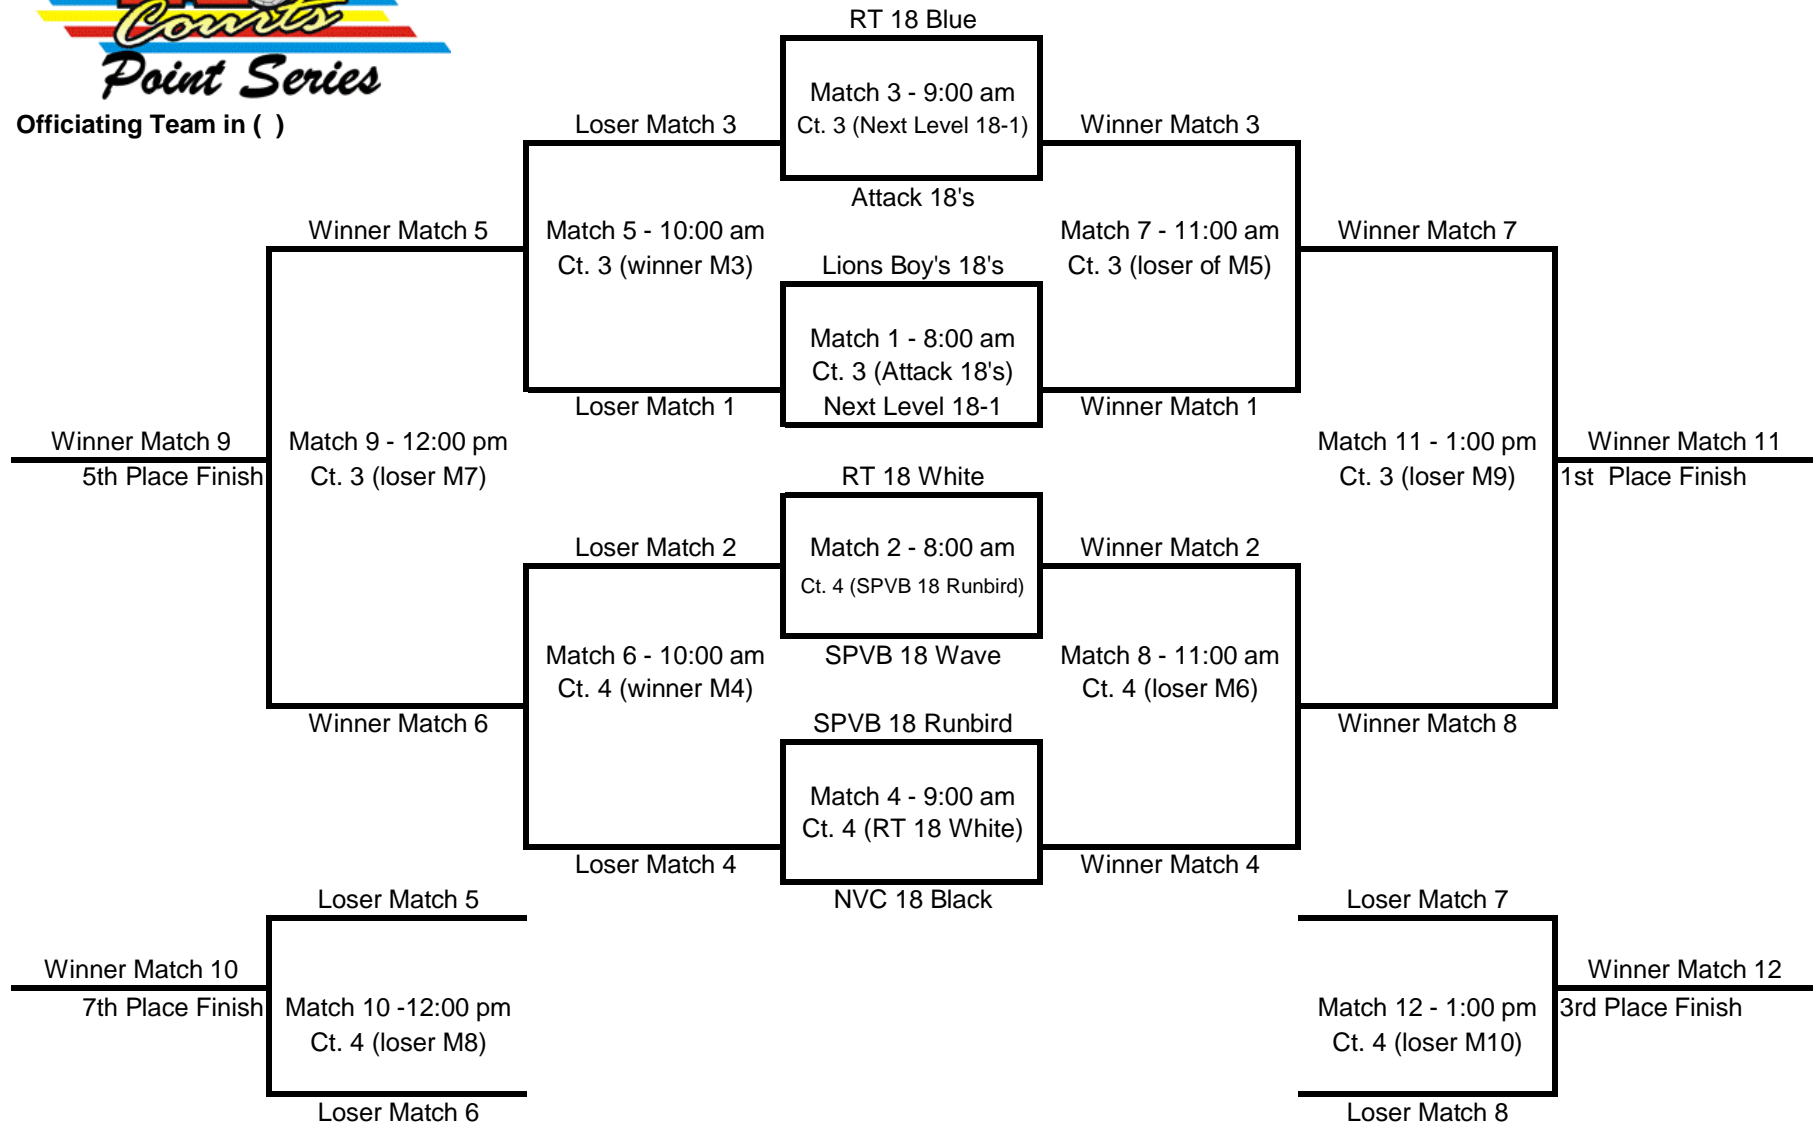 Courts
Point Series
Officiating Team in (  )
RT 18 Blue
Match 3 - 9:00 am
Ct. 3 (Next Level 18-1)
Attack 18's
Loser Match 3
Winner Match 3
Winner Match 5
Match 5 - 10:00 am
Ct. 3 (winner M3)
Lions Boy's 18's
Match 1 - 8:00 am
Ct. 3 (Attack 18's)
Next Level 18-1
Match 7 - 11:00 am
Ct. 3 (loser of M5)
Winner Match 7
Loser Match 1
Winner Match 1
Winner Match 9
5th Place Finish
Match 9 - 12:00 pm
Ct. 3 (loser M7)
Match 11 - 1:00 pm
Ct. 3 (loser M9)
Winner Match 11
1st  Place Finish
RT 18 White
Match 2 - 8:00 am
Ct. 4 (SPVB 18 Runbird)
SPVB 18 Wave
Loser Match 2
Winner Match 2
Match 6 - 10:00 am
Ct. 4 (winner M4)
Match 8 - 11:00 am
Ct. 4 (loser M6)
Winner Match 6
Winner Match 8
SPVB 18 Runbird
Match 4 - 9:00 am
Ct. 4 (RT 18 White)
NVC 18 Black
Loser Match 4
Winner Match 4
Loser Match 5
Winner Match 10
7th Place Finish
Match 10 -12:00 pm
Ct. 4 (loser M8)
Loser Match 6
Loser Match 7
Match 12 - 1:00 pm
Ct. 4 (loser M10)
Winner Match 12
3rd Place Finish
Loser Match 8